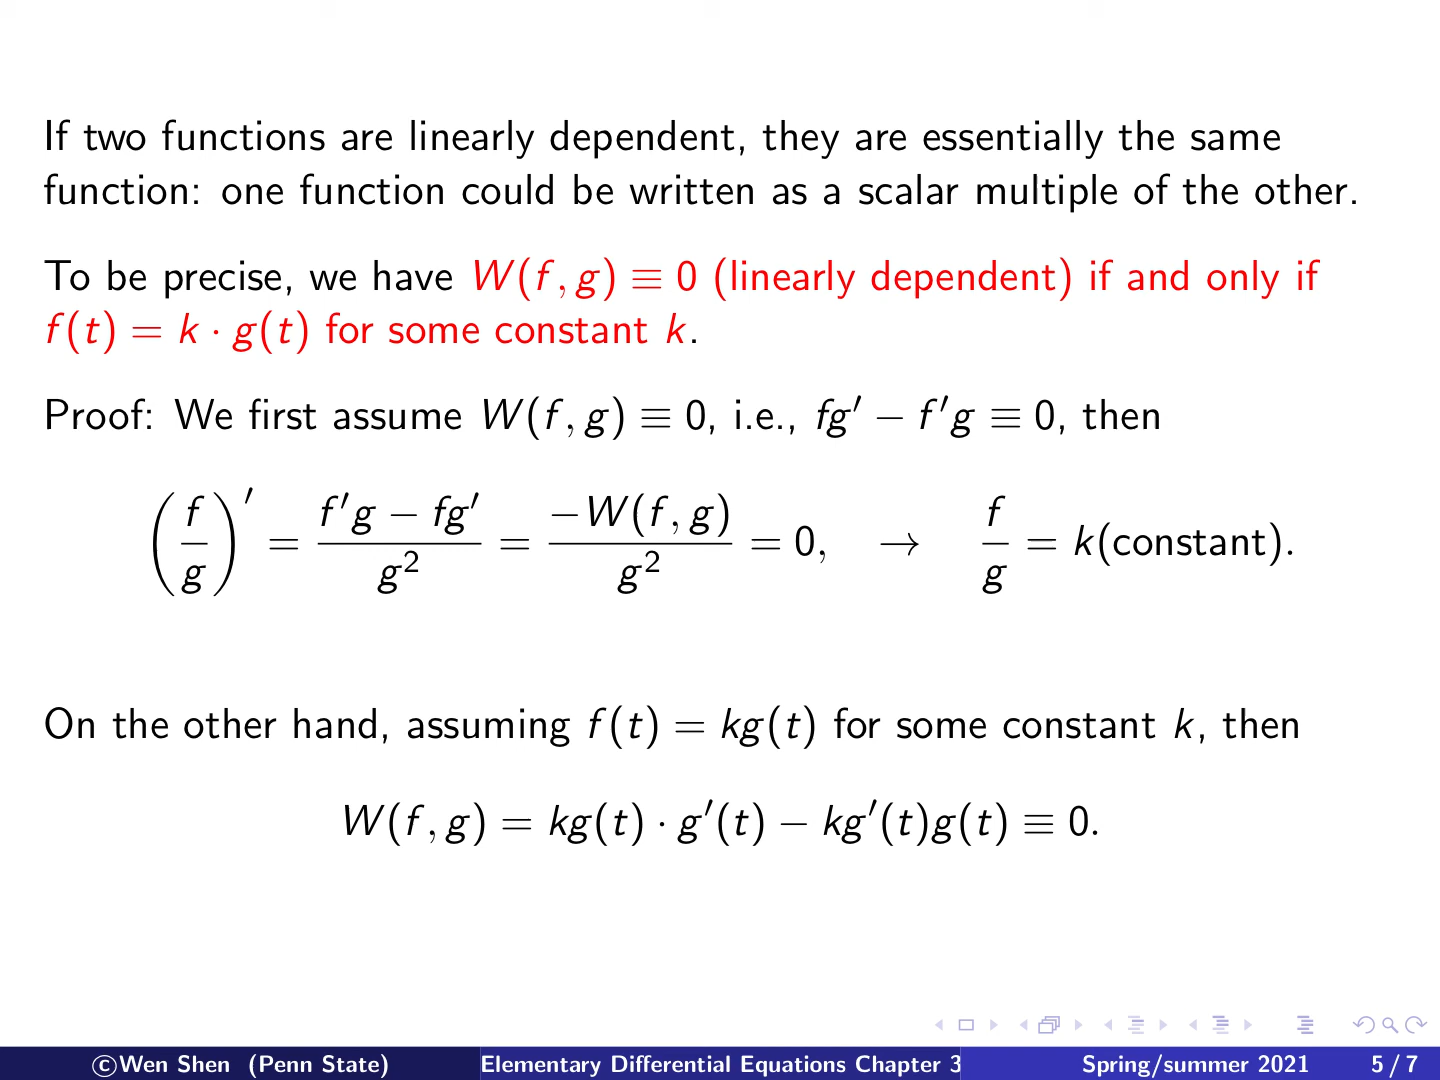 If two functions are linearly dependent, they are essentially the same
function: one function could be written as a scalar multiple of the other.
To be precise, we have W(f, g) ≡ 0 (linearly dependent) if and only if
f(t) = k · g(t) for some constant k.
Proof: We first assume W(f, g) ≡ 0, i.e., fg′ − f′g ≡ 0, then
(f/g)′ = (f′g − fg′)/g² = −W(f, g)/g² = 0, → f/g = k(constant).
On the other hand, assuming f(t) = kg(t) for some constant k, then
W(f, g) = kg(t) · g′(t) − kg′(t)g(t) ≡ 0.
©Wen Shen (Penn State) Elementary Differential Equations Chapter 3 Spring/summer 2021 5 / 7